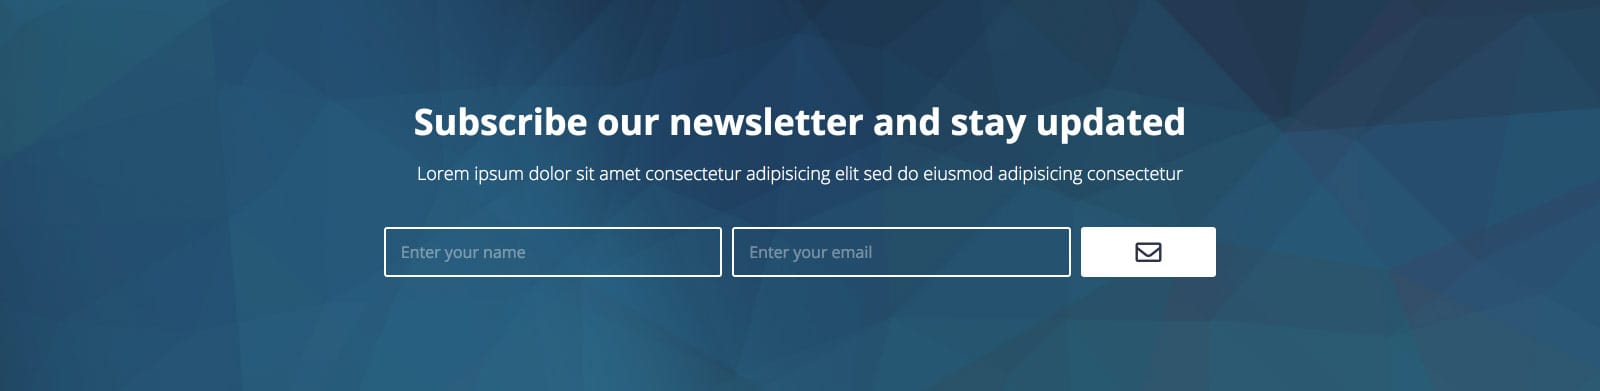 Subscribe our newsletter and stay updated
Lorem ipsum dolor sit amet consectetur adipisicing elit sed do eiusmod adipisicing consectetur
Enter your name
Enter your email